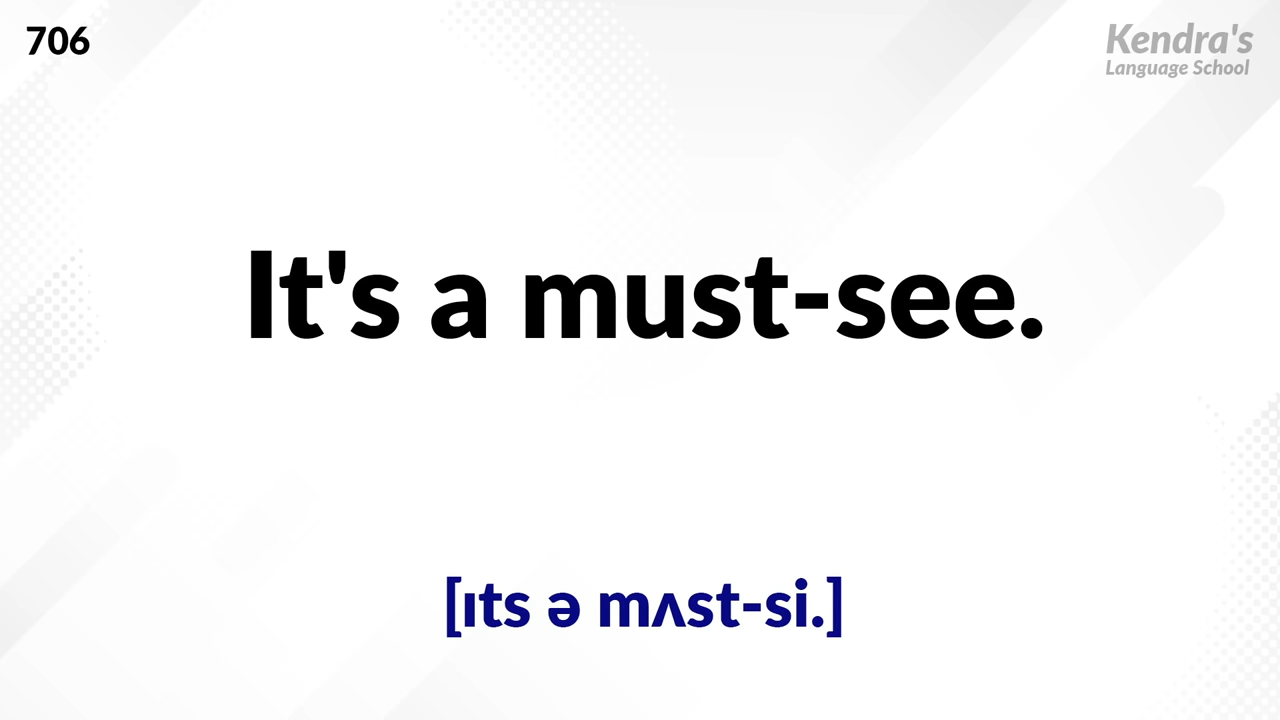 706
Kendra's
Language School
It's a must-see.
[ɪts ə mʌst-si.]